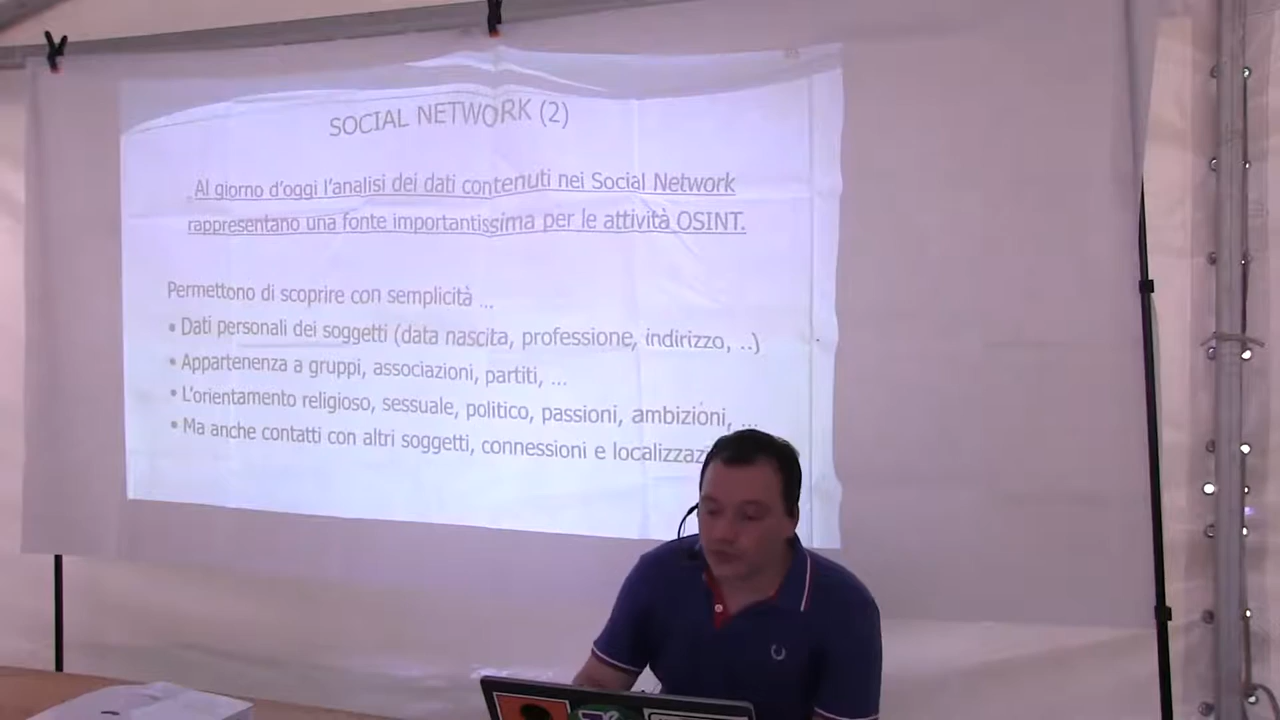 SOCIAL NETWORK (2)
Al giorno d'oggi l'analisi dei dati contenuti nei Social Network
rappresentano una fonte importantissima per le attività OSINT.
Permettono di scoprire con semplicità ...
• Dati personali dei soggetti (data nascita, professione, indirizzo, ..)
• Appartenenza a gruppi, associazioni, partiti, ...
• L'orientamento religioso, sessuale, politico, passioni, ambizioni, ...
• Ma anche contatti con altri soggetti, connessioni e